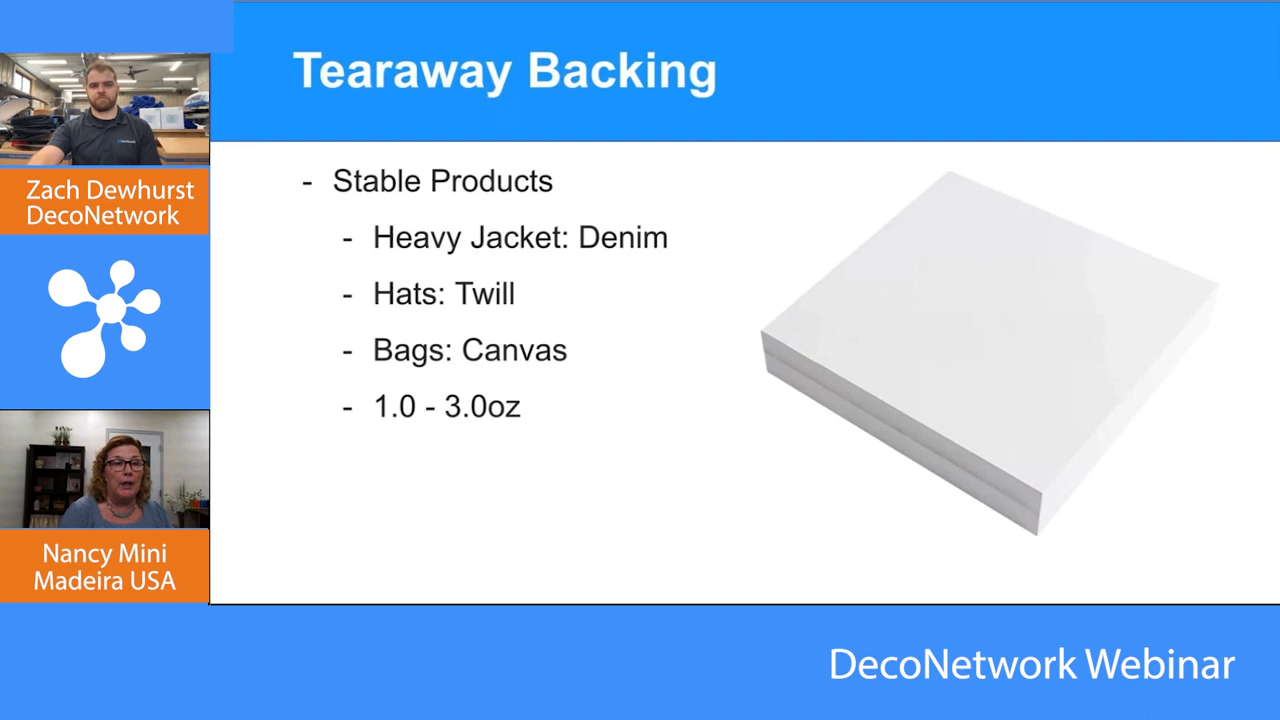 Tearaway Backing
- Stable Products
- Heavy Jacket: Denim
- Hats: Twill
- Bags: Canvas
- 1.0 - 3.0oz
Zach Dewhurst
DecoNetwork
Nancy Mini
Madeira USA
DecoNetwork Webinar